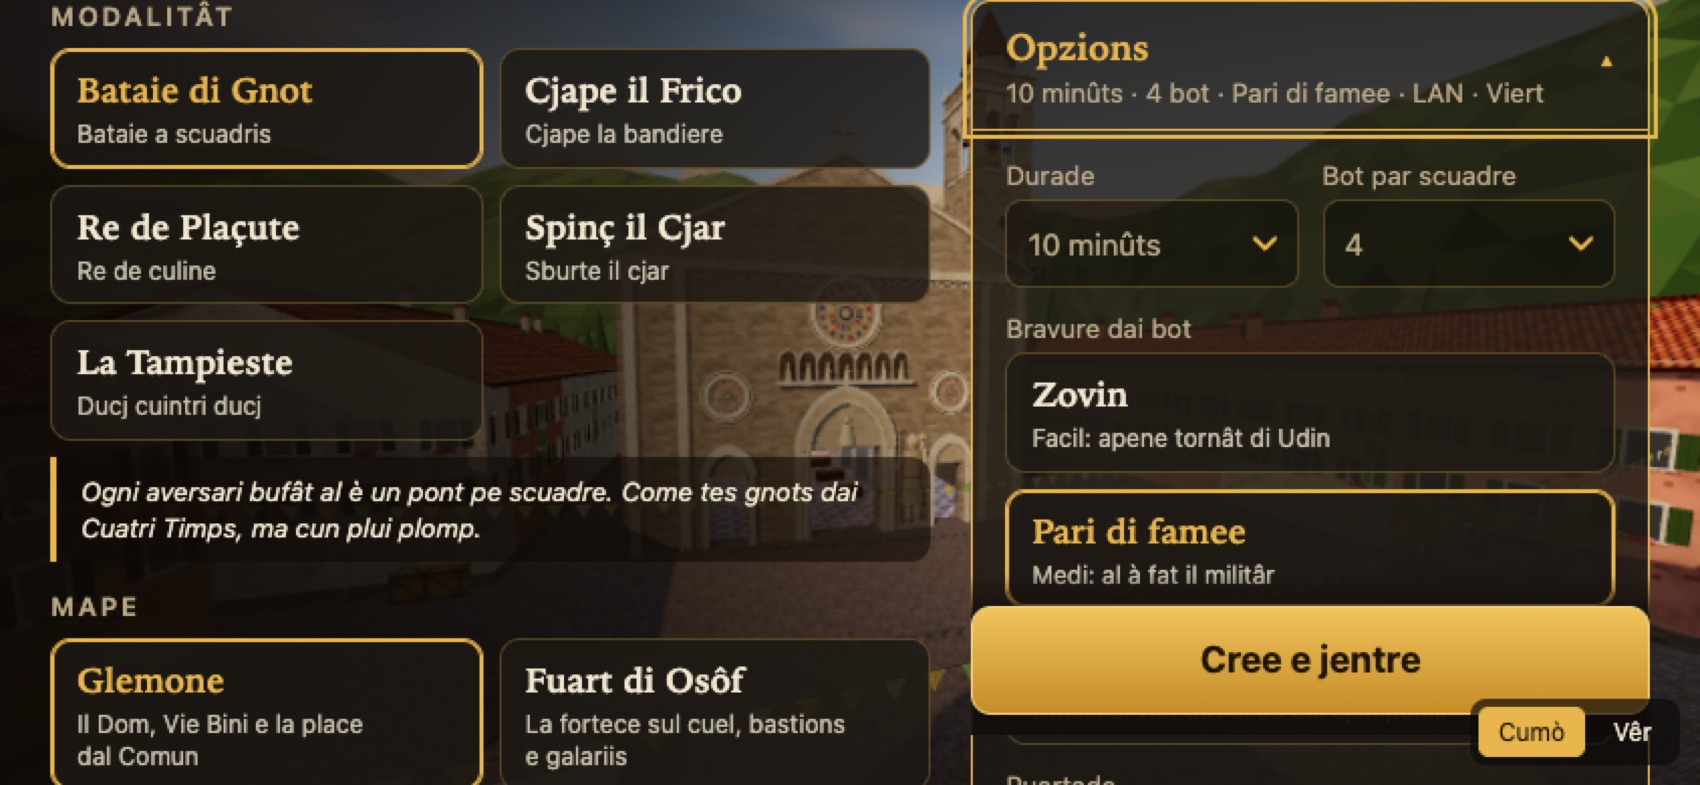 MODALITÂT
Bataie di Gnot
Bataie a scuadris
Cjape il Frico
Cjape la bandiere
Re de Plaçute
Re de culine
Spinç il Cjar
Sburte il cjar
La Tampieste
Ducj cuintri ducj
Ogni aversari bufât al è un pont pe scuadre. Come tes gnots dai
Cuatri Timps, ma cun plui plomp.
MAPE
Glemone
Il Dom, Vie Bini e la place
dal Comun
Fuart di Osôf
La fortece sul cuel, bastions
e galariis
Opzions
10 minûts · 4 bot · Pari di famee · LAN · Viert
Durade
Bot par scuadre
10 minûts
4
Bravure dai bot
Zovin
Facil: apene tornât di Udin
Pari di famee
Medi: al à fat il militâr
Cree e jentre
Cumò
Vêr